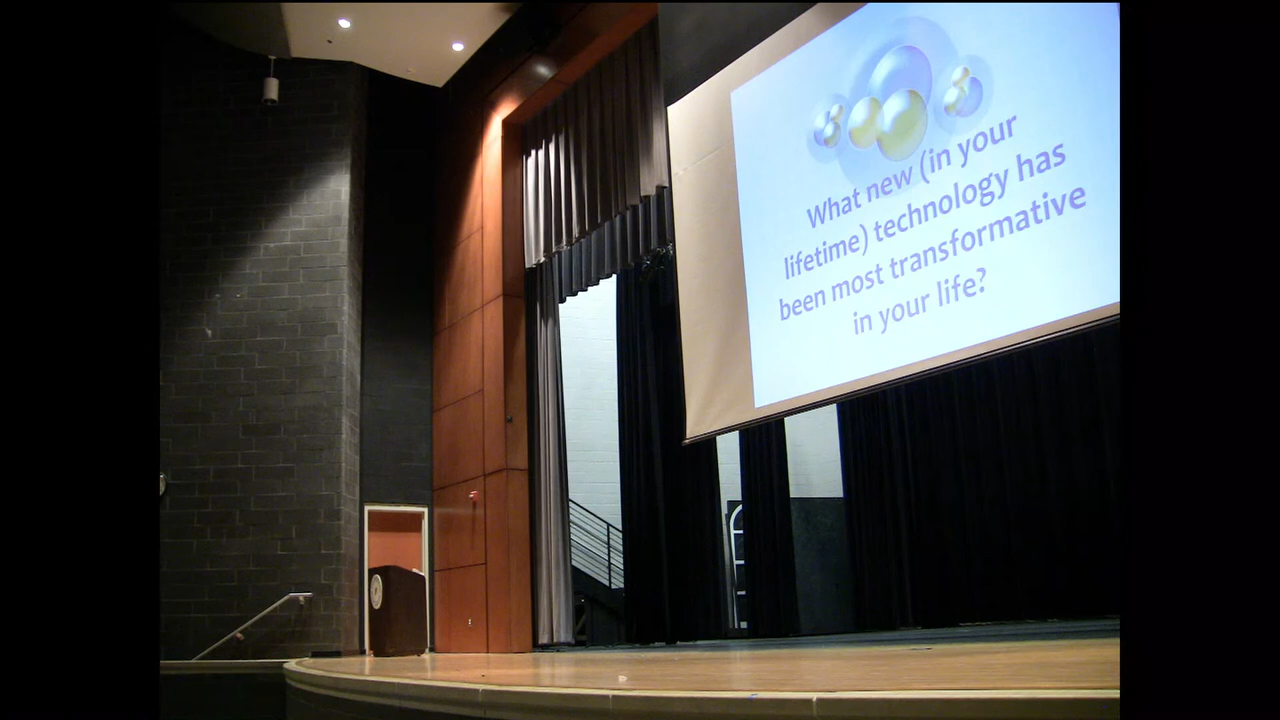 What new (in your
lifetime) technology has
been most transformative
in your life?